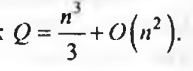 : Q = n³/3 + O(n²).